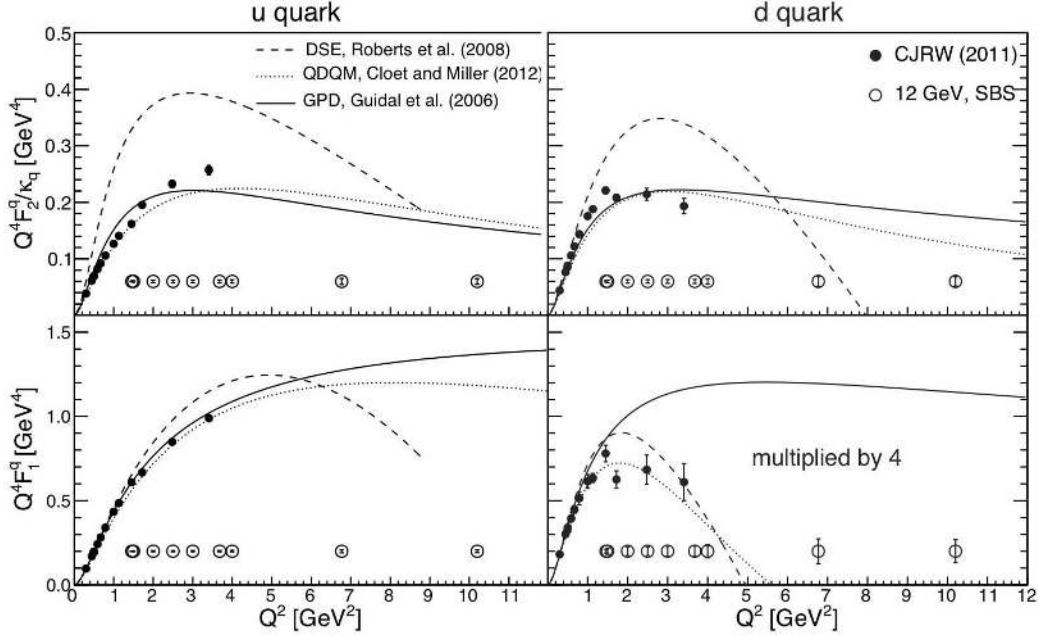 u quark
d quark
0.5
0.4
0.3
0.2
0.1
Q⁴F₂^q/κ_q [GeV⁴]
DSE, Roberts et al. (2008)
QDQM, Cloet and Miller (2012)
GPD, Guidal et al. (2006)
CJRW (2011)
12 GeV, SBS
1.5
1.0
0.5
0.0
Q⁴F₁^q [GeV⁴]
multiplied by 4
0 1 2 3 4 5 6 7 8 9 10 11
1 2 3 4 5 6 7 8 9 10 11 12
Q² [GeV²]
Q² [GeV²]